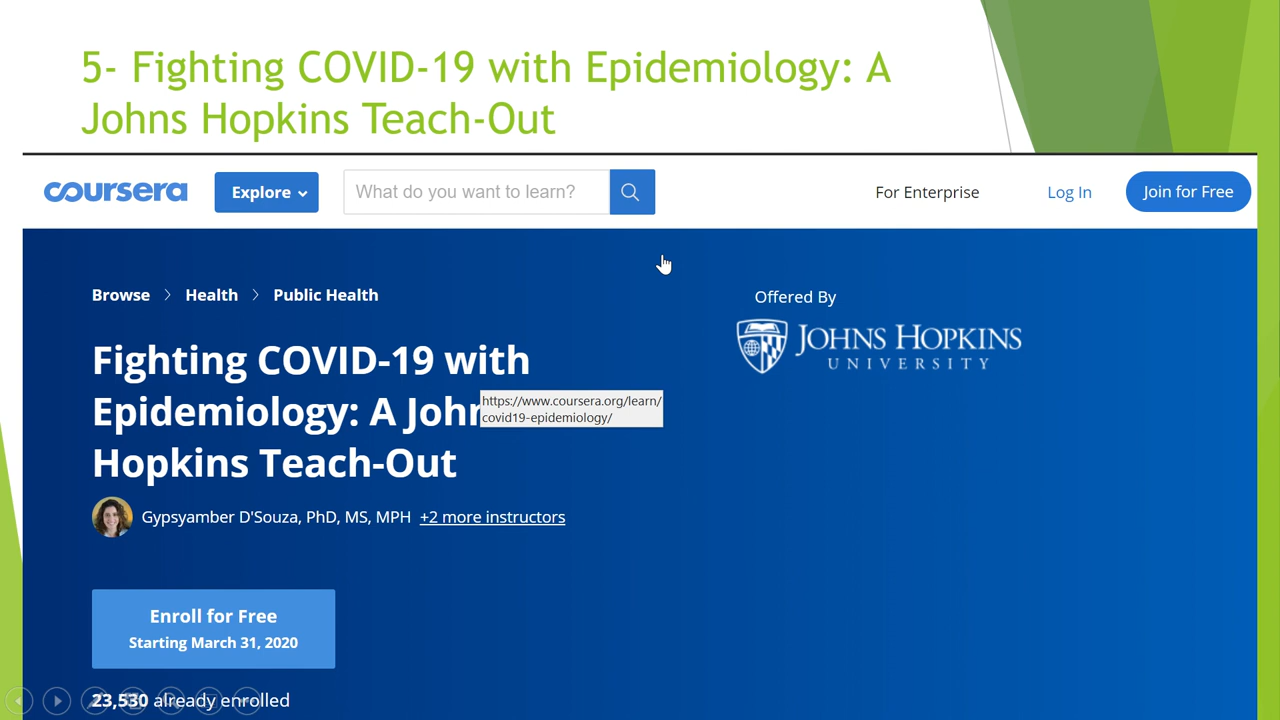 5- Fighting COVID-19 with Epidemiology: A
Johns Hopkins Teach-Out
coursera
Explore
What do you want to learn?
For Enterprise
Log In
Join for Free
Browse > Health > Public Health
Offered By
JOHNS HOPKINS
UNIVERSITY
Fighting COVID-19 with
Epidemiology: A Joh
https://www.coursera.org/learn/
covid19-epidemiology/
Hopkins Teach-Out
Gypsyamber D'Souza, PhD, MS, MPH +2 more instructors
Enroll for Free
Starting March 31, 2020
23,530 already enrolled